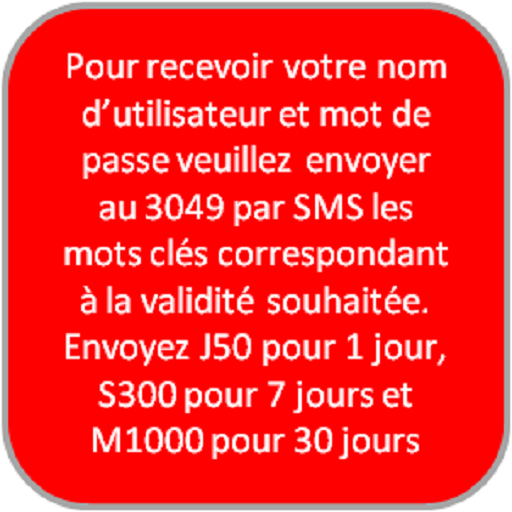 Pour recevoir votre nom
d’utilisateur et mot de
passe veuillez envoyer
au 3049 par SMS les
mots clés correspondant
à la validité souhaitée.
Envoyez J50 pour 1 jour,
S300 pour 7 jours et
M1000 pour 30 jours